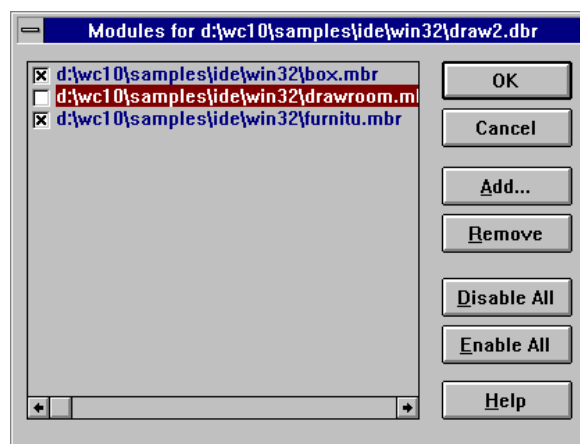 Modules for d:\wc10\samples\ide\win32\draw2.dbr
d:\wc10\samples\ide\win32\box.mbr
d:\wc10\samples\ide\win32\drawroom.ml
d:\wc10\samples\ide\win32\furnitu.mbr
OK
Cancel
Add...
Remove
Disable All
Enable All
Help